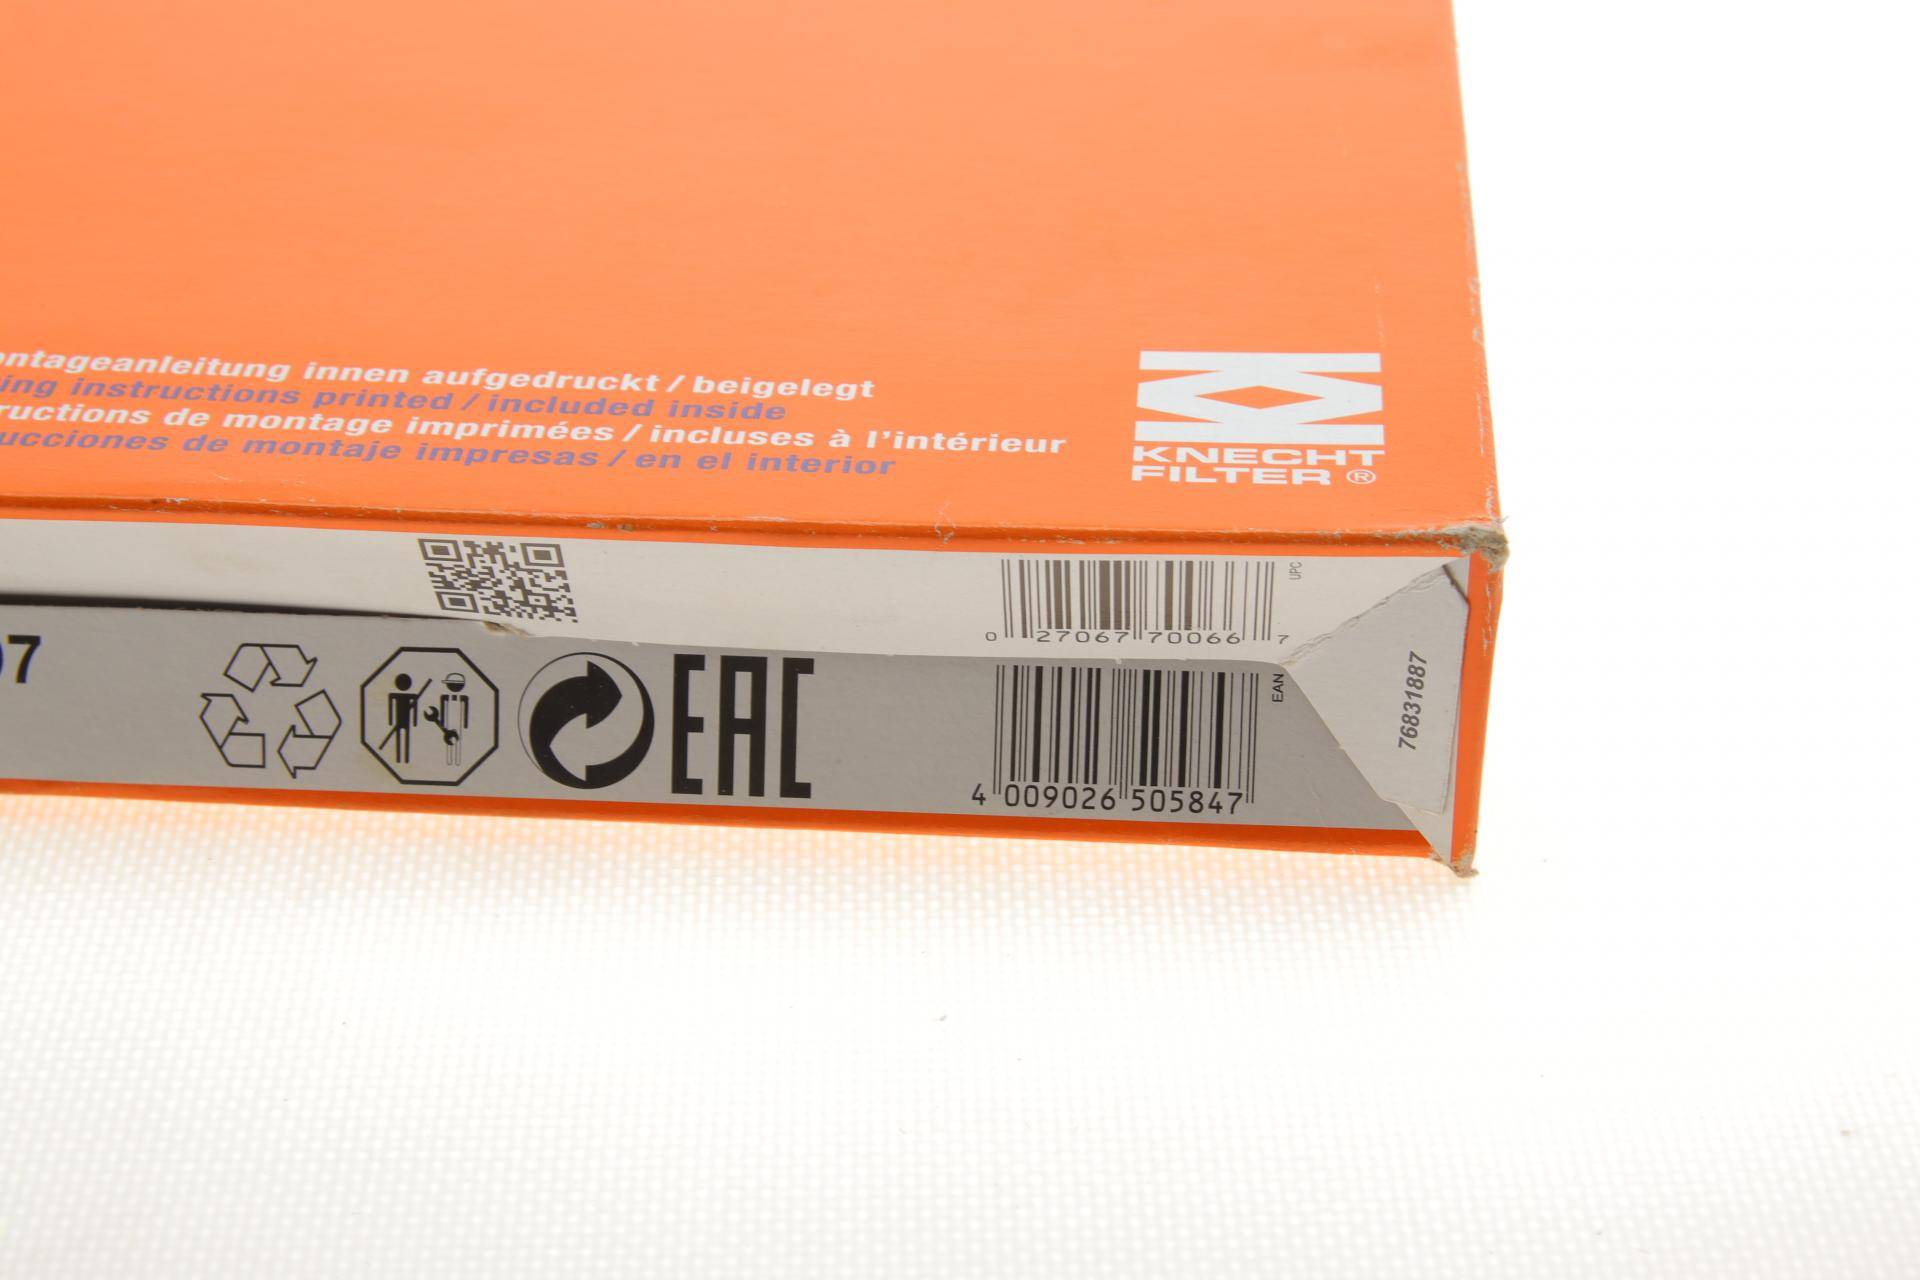 ontageanleitung innen aufgedruckt / beigelegt
ing instructions printed / included inside
ructions de montage imprimées / incluses à l'intérieur
ucciones de montaje impresas / en el interior
KNECHT
FILTER ®
UPC
0 27067 70066 7
7
EAC
EAN
4 009026 505847
76831887